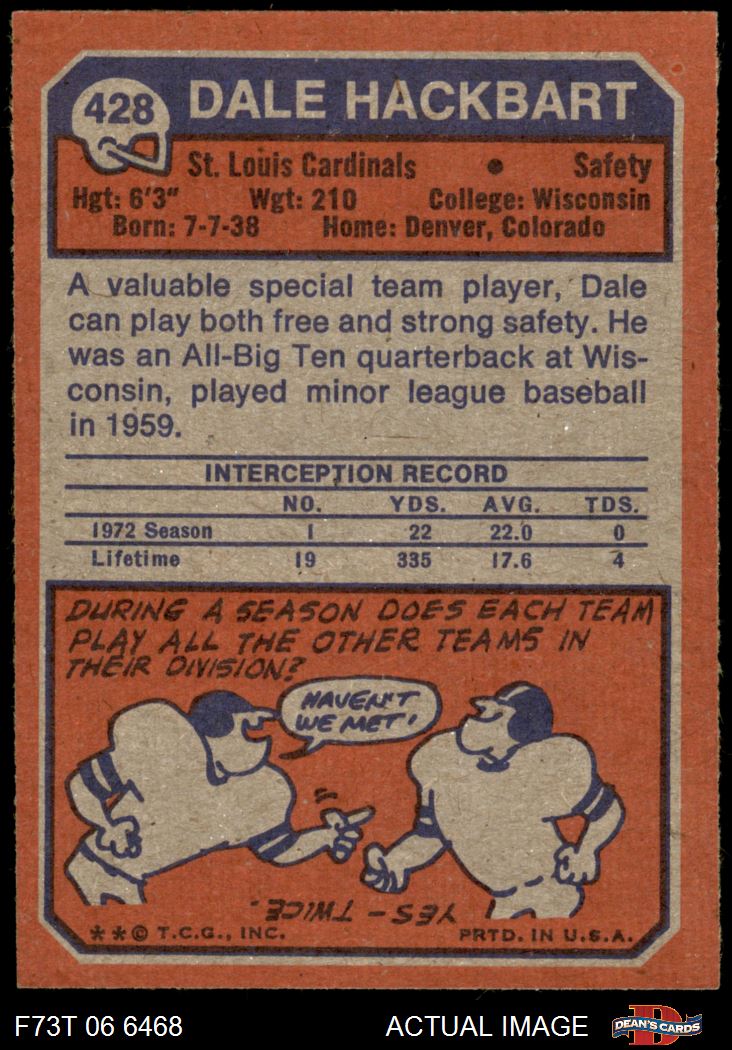 428
DALE HACKBART
St. Louis Cardinals • Safety
Hgt: 6'3" Wgt: 210 College: Wisconsin
Born: 7-7-38 Home: Denver, Colorado
A valuable special team player, Dale
can play both free and strong safety. He
was an All-Big Ten quarterback at Wis-
consin, played minor league baseball
in 1959.
INTERCEPTION RECORD
NO. YDS. AVG. TDS.
1972 Season 1 22 22.0 0
Lifetime 19 335 17.6 4
DURING A SEASON DOES EACH TEAM
PLAY ALL THE OTHER TEAMS IN
THEIR DIVISION?
HAVEN'T
WE MET!
YES - TWICE.
**© T.C.G., INC. PRTD. IN U.S.A.
F73T 06 6468 ACTUAL IMAGE
DEAN'S CARDS